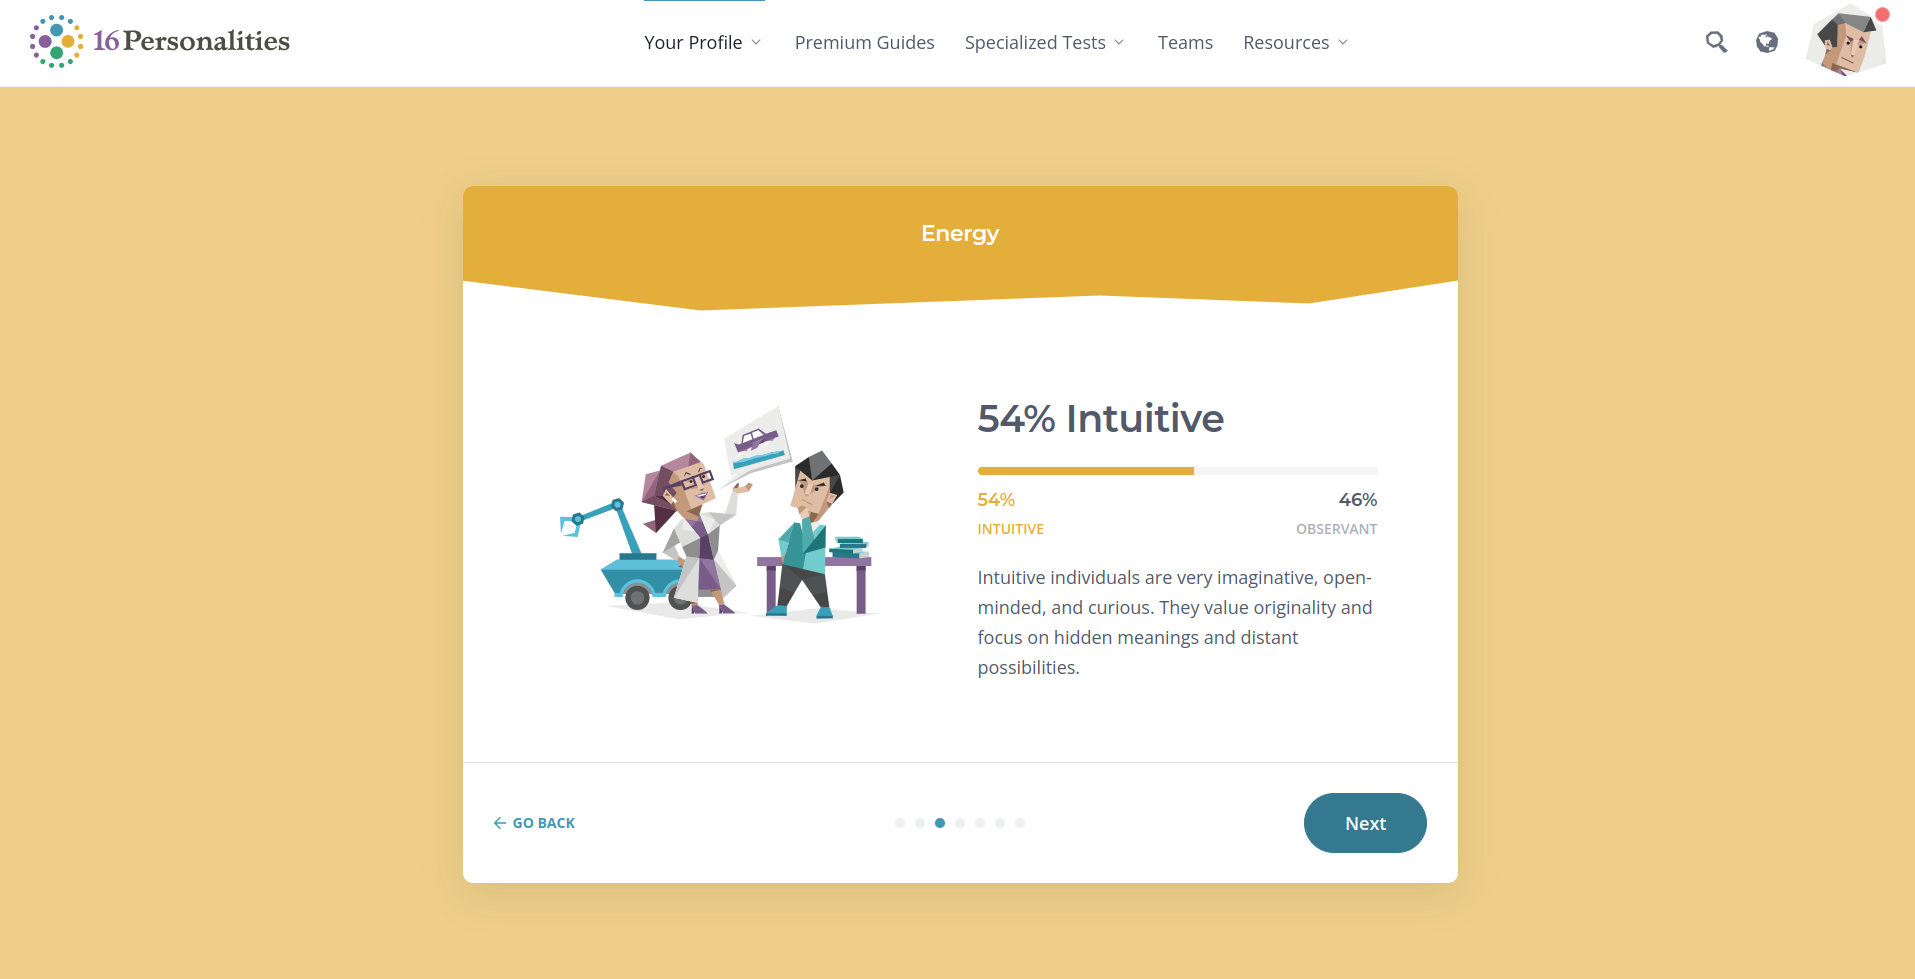 16 Personalities
Your Profile
Premium Guides
Specialized Tests
Teams
Resources
Energy
54% Intuitive
54%
46%
INTUITIVE
OBSERVANT
Intuitive individuals are very imaginative, open-
minded, and curious. They value originality and
focus on hidden meanings and distant
possibilities.
GO BACK
Next